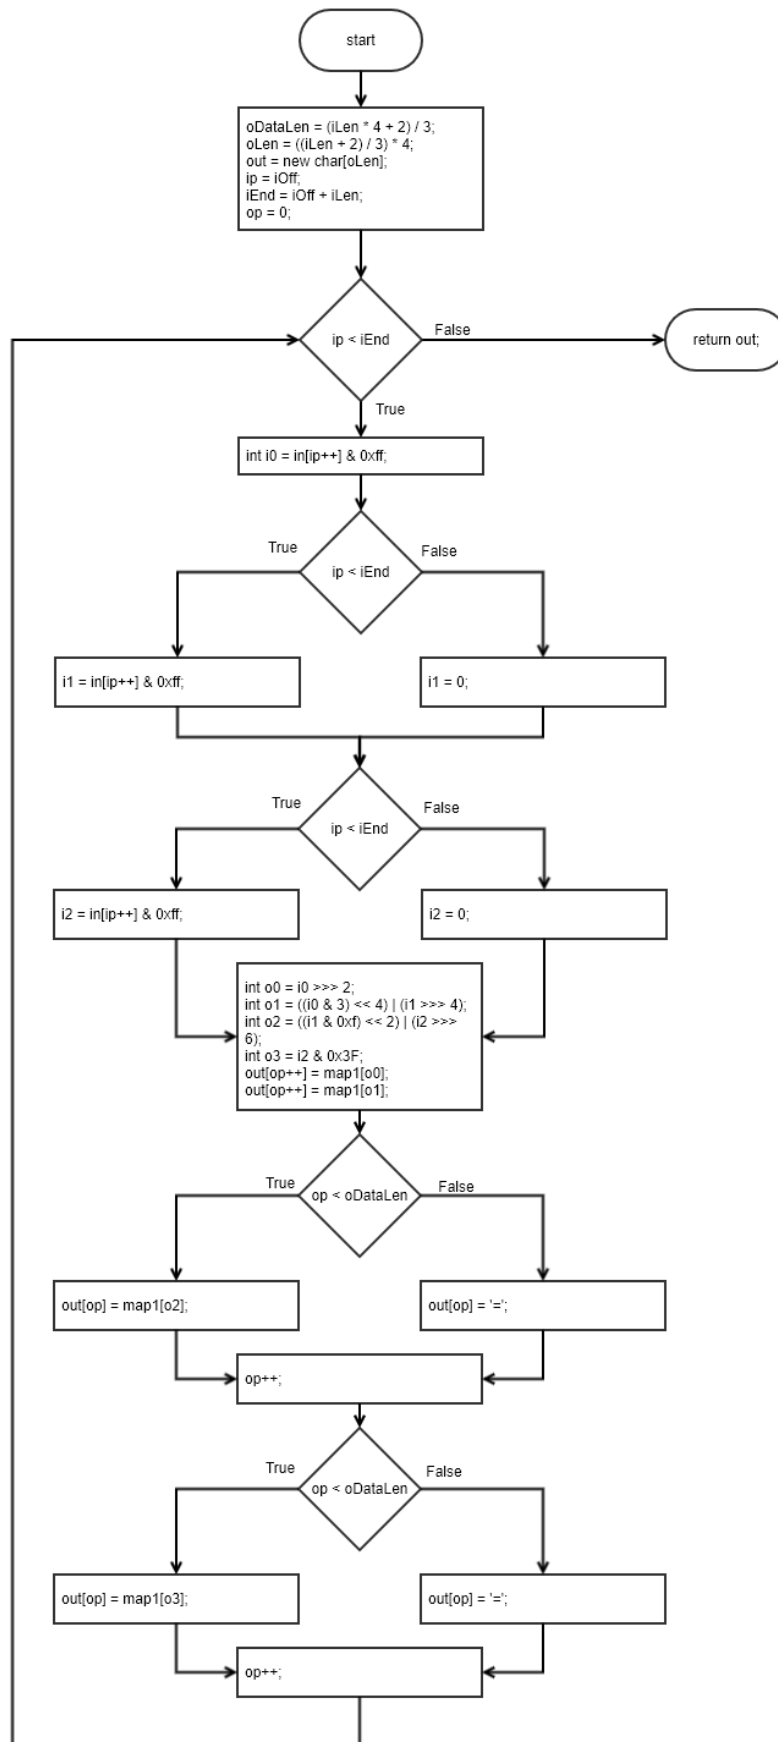 start
oDataLen = (iLen * 4 + 2) / 3;
oLen = ((iLen + 2) / 3) * 4;
out = new char[oLen];
ip = iOff;
iEnd = iOff + iLen;
op = 0;
ip < iEnd
False
return out;
True
int i0 = in[ip++] & 0xff;
True
ip < iEnd
False
i1 = in[ip++] & 0xff;
i1 = 0;
True
ip < iEnd
False
i2 = in[ip++] & 0xff;
i2 = 0;
int o0 = i0 >>> 2;
int o1 = ((i0 & 3) << 4) | (i1 >>> 4);
int o2 = ((i1 & 0xf) << 2) | (i2 >>>
6);
int o3 = i2 & 0x3F;
out[op++] = map1[o0];
out[op++] = map1[o1];
True
op < oDataLen
False
out[op] = map1[o2];
out[op] = '=';
op++;
True
op < oDataLen
False
out[op] = map1[o3];
out[op] = '=';
op++;